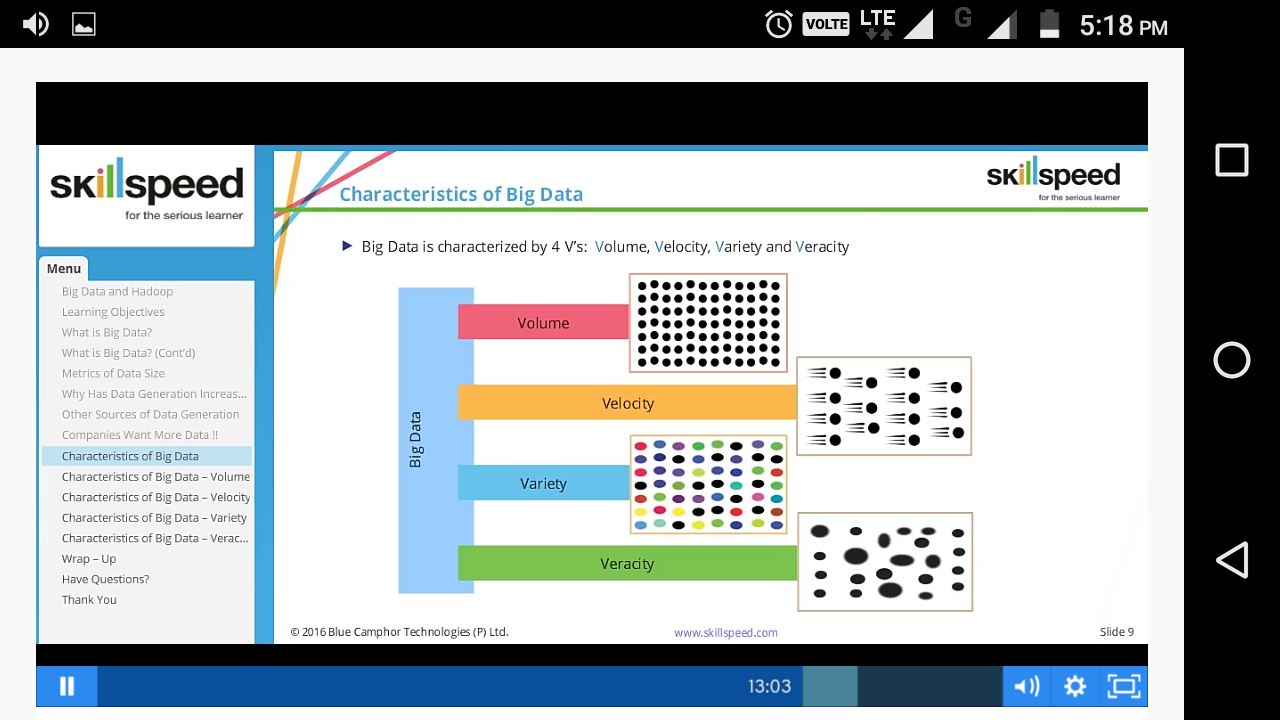 VOLTE LTE G 5:18 PM
skillspeed
for the serious learner
Menu
Big Data and Hadoop
Learning Objectives
What is Big Data?
What is Big Data? (Cont'd)
Metrics of Data Size
Why Has Data Generation Increas...
Other Sources of Data Generation
Companies Want More Data !!
Characteristics of Big Data
Characteristics of Big Data – Volume
Characteristics of Big Data – Velocity
Characteristics of Big Data – Variety
Characteristics of Big Data – Verac...
Wrap – Up
Have Questions?
Thank You
Characteristics of Big Data
skillspeed
for the serious learner
Big Data is characterized by 4 V's: Volume, Velocity, Variety and Veracity
Big Data
Volume
Velocity
Variety
Veracity
© 2016 Blue Camphor Technologies (P) Ltd.
www.skillspeed.com
Slide 9
13:03